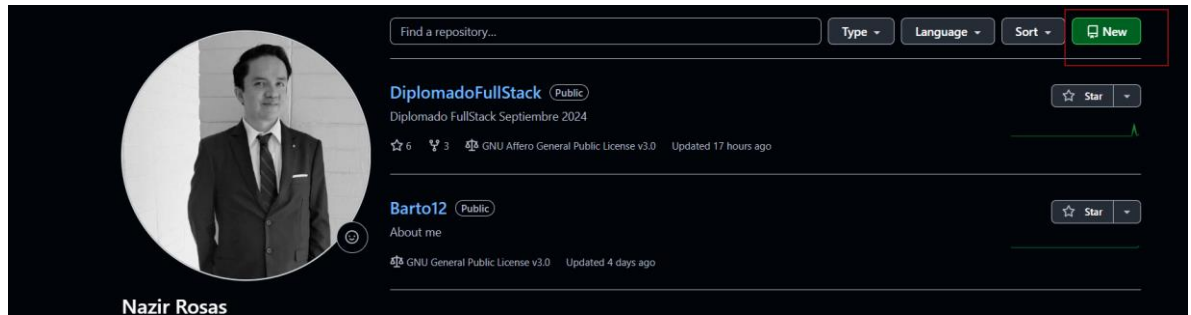 Find a repository...
Type
Language
Sort
New
DiplomadoFullStack Public
Star
Diplomado FullStack Septiembre 2024
6 3 GNU Affero General Public License v3.0 Updated 17 hours ago
Barto12 Public
Star
About me
GNU General Public License v3.0 Updated 4 days ago
Nazir Rosas